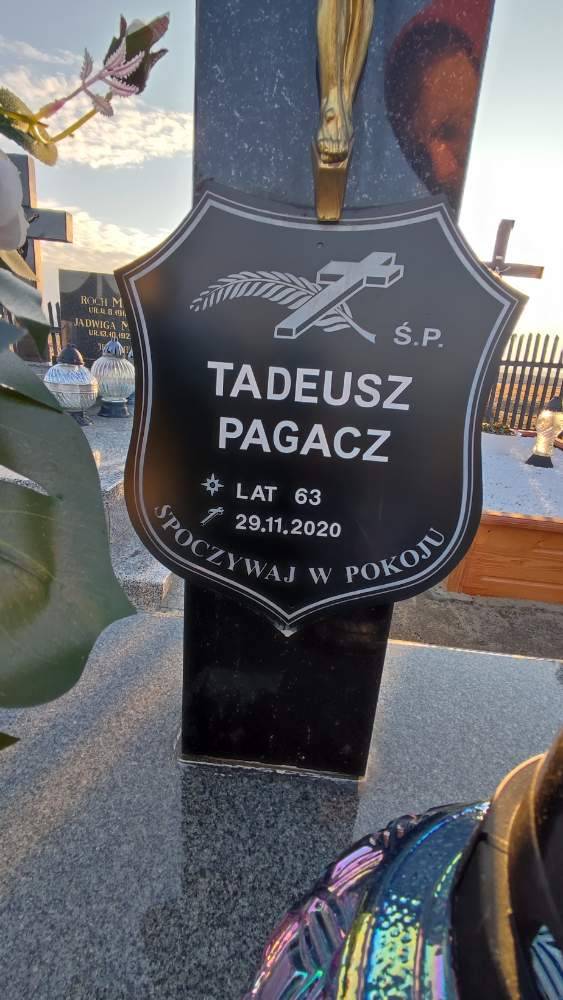 Ś.P.
TADEUSZ
PAGACZ
LAT 63
29.11.2020
SPOCZYWAJ W POKOJU
ROCH
JADWIGA